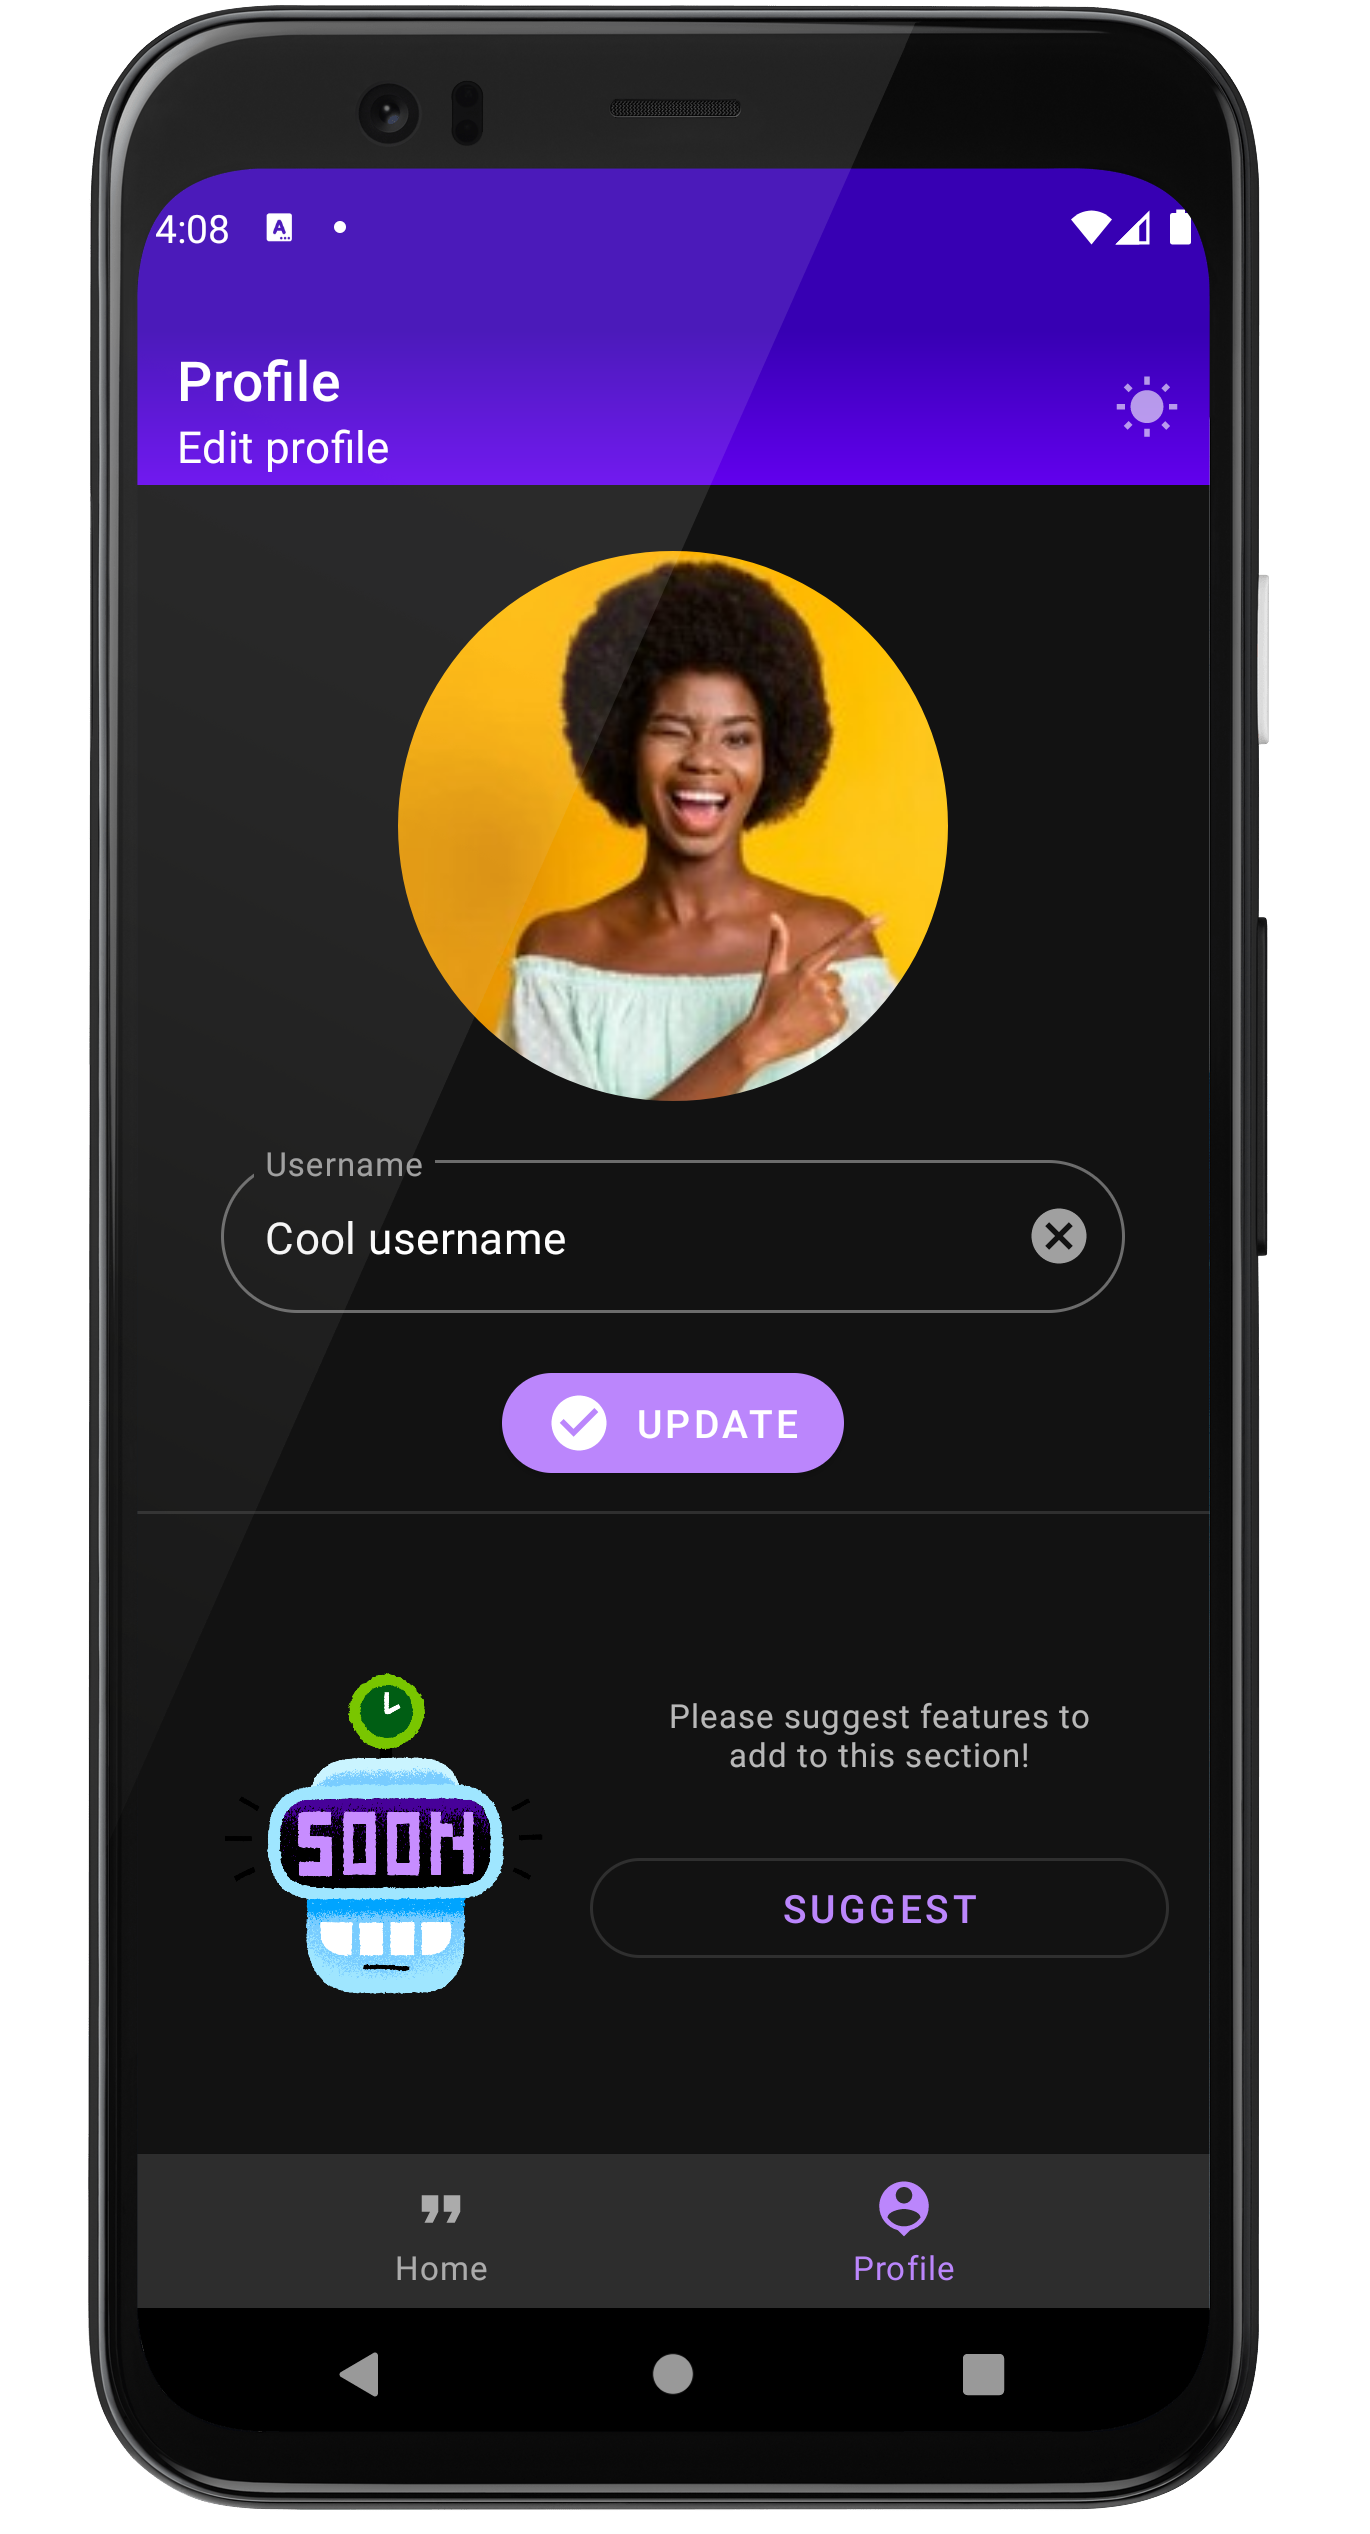 4:08
Profile
Edit profile
Username
Cool username
UPDATE
SOON
Please suggest features to
add to this section!
SUGGEST
Home
Profile